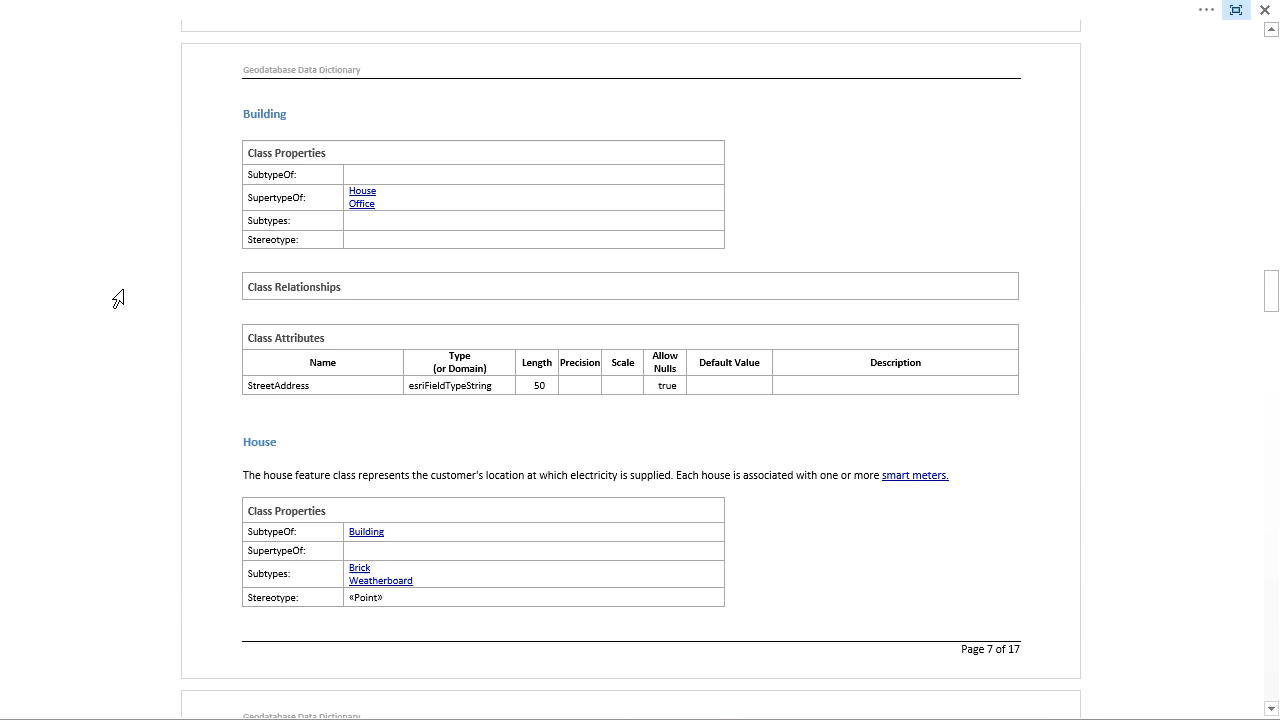 Geodatabase Data Dictionary
Building
Class Properties
SubtypeOf:
SupertypeOf: House
Office
Subtypes:
Stereotype:
Class Relationships
Class Attributes
Name Type (or Domain) Length Precision Scale Allow Nulls Default Value Description
StreetAddress esriFieldTypeString 50 true
House
The house feature class represents the customer's location at which electricity is supplied. Each house is associated with one or more smart meters.
Class Properties
SubtypeOf: Building
SupertypeOf:
Subtypes: Brick
Weatherboard
Stereotype: «Point»
Page 7 of 17
Geodatabase Data Dictionary